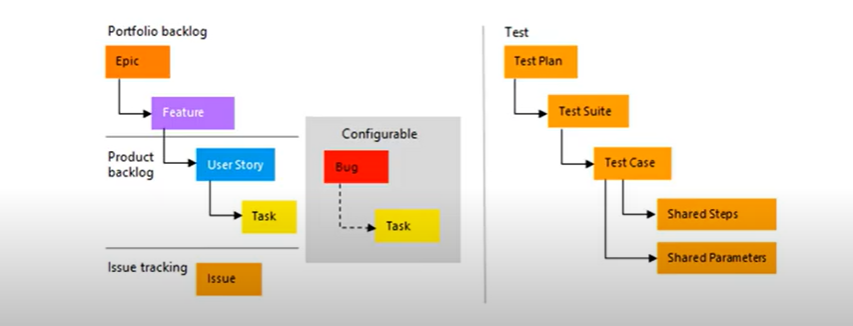 Portfolio backlog
Epic
Feature
Product
backlog
User Story
Task
Issue tracking
Issue
Configurable
Bug
Task
Test
Test Plan
Test Suite
Test Case
Shared Steps
Shared Parameters